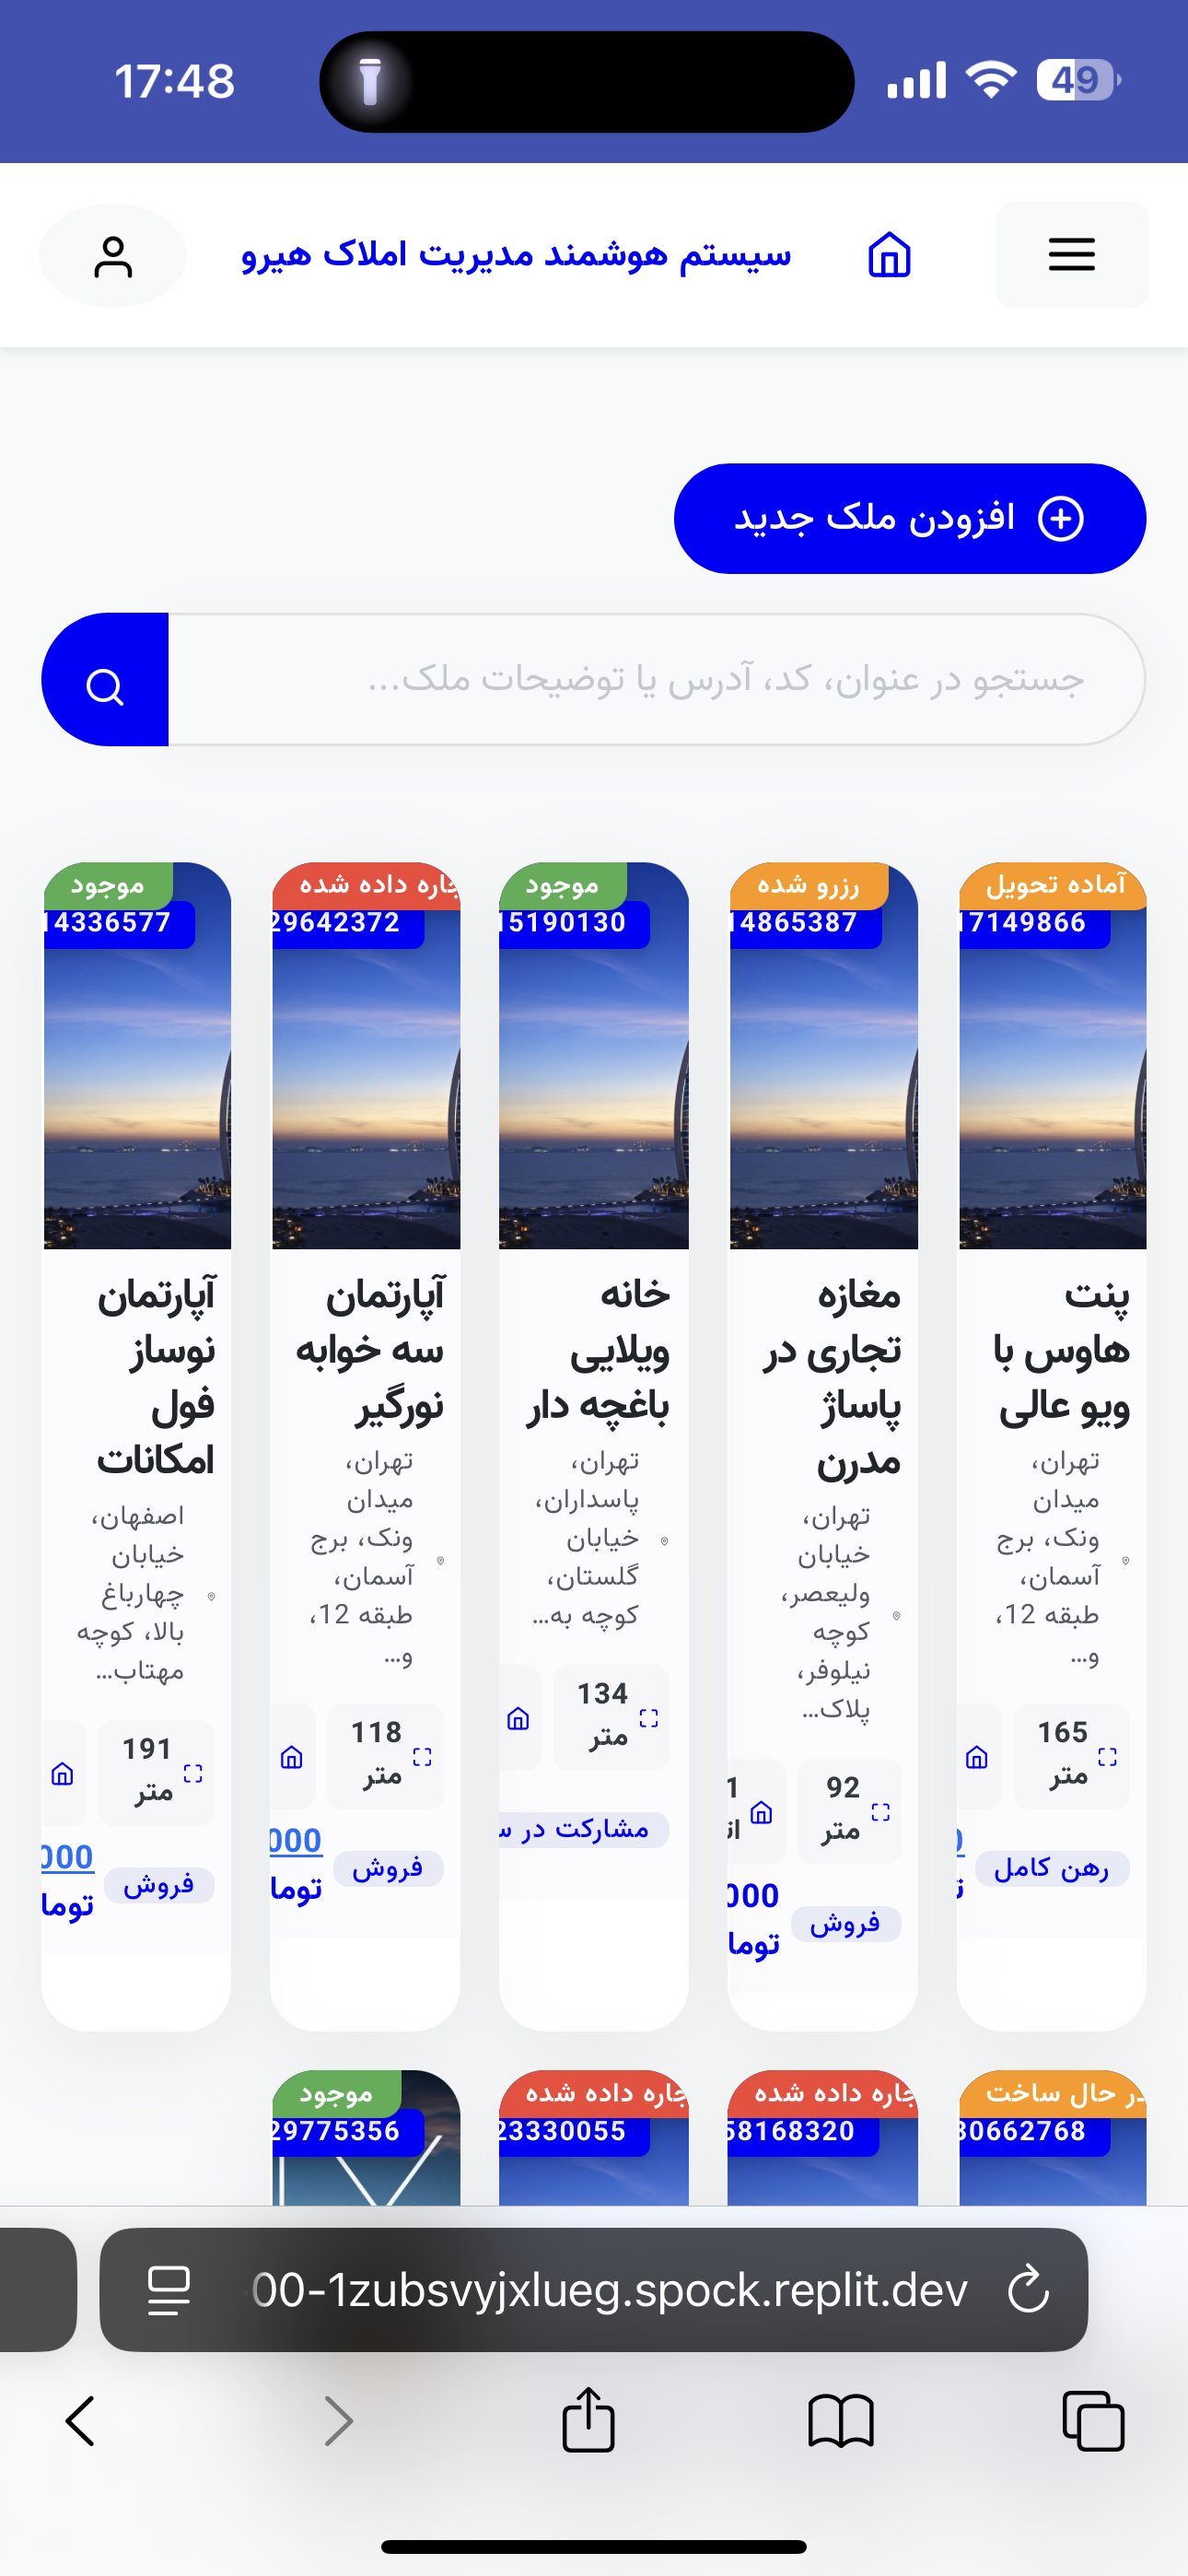 17:48
49
سیستم هوشمند مدیریت املاک هیرو
افزودن ملک جدید
جستجو در عنوان، کد، آدرس یا توضیحات ملک...
آماده تحویل
17149866
پنت
هاوس با
ویو عالی
تهران،
میدان
ونک، برج
آسمان،
طبقه 12،
و...
165
متر
رهن کامل
رزرو شده
14865387
مغازه
تجاری در
پاساژ
مدرن
تهران،
خیابان
ولیعصر،
کوچه
نیلوفر،
پلاک...
92
متر
1
فروش
000
توما
موجود
15190130
خانه
ویلایی
باغچه دار
تهران،
پاسداران،
خیابان
گلستان،
کوچه به...
134
متر
مشارکت در س
جاره داده شده
29642372
آپارتمان
سه خوابه
نورگیر
تهران،
میدان
ونک، برج
آسمان،
طبقه 12،
و...
118
متر
فروش
000
توما
موجود
14336577
آپارتمان
نوساز
فول
امکانات
اصفهان،
خیابان
چهارباغ
بالا، کوچه
مهتاب...
191
متر
فروش
000
توما
در حال ساخت
30662768
جاره داده شده
58168320
جاره داده شده
23330055
موجود
29775356
00-1zubsvyjxlueg.spock.replit.dev